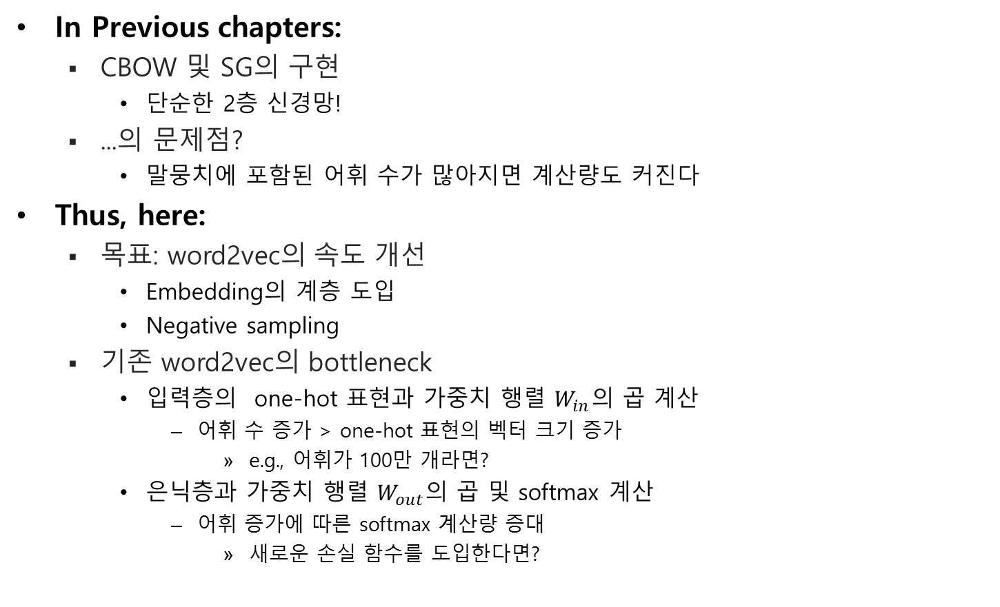 • In Previous chapters:
▪ CBOW 및 SG의 구현
• 단순한 2층 신경망!
▪ ...의 문제점?
• 말뭉치에 포함된 어휘 수가 많아지면 계산량도 커진다
• Thus, here:
▪ 목표: word2vec의 속도 개선
• Embedding의 계층 도입
• Negative sampling
▪ 기존 word2vec의 bottleneck
• 입력층의 one-hot 표현과 가중치 행렬 W_in의 곱 계산
– 어휘 수 증가 > one-hot 표현의 벡터 크기 증가
» e.g., 어휘가 100만 개라면?
• 은닉층과 가중치 행렬 W_out의 곱 및 softmax 계산
– 어휘 증가에 따른 softmax 계산량 증대
» 새로운 손실 함수를 도입한다면?